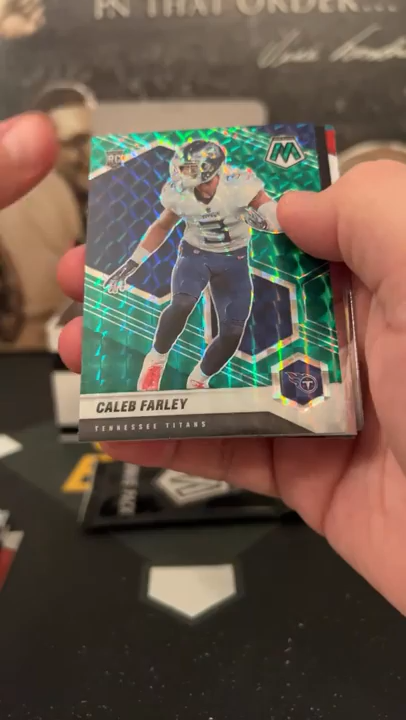 IN THAT ORDER...
RC
3
CALEB FARLEY
TENNESSEE TITANS